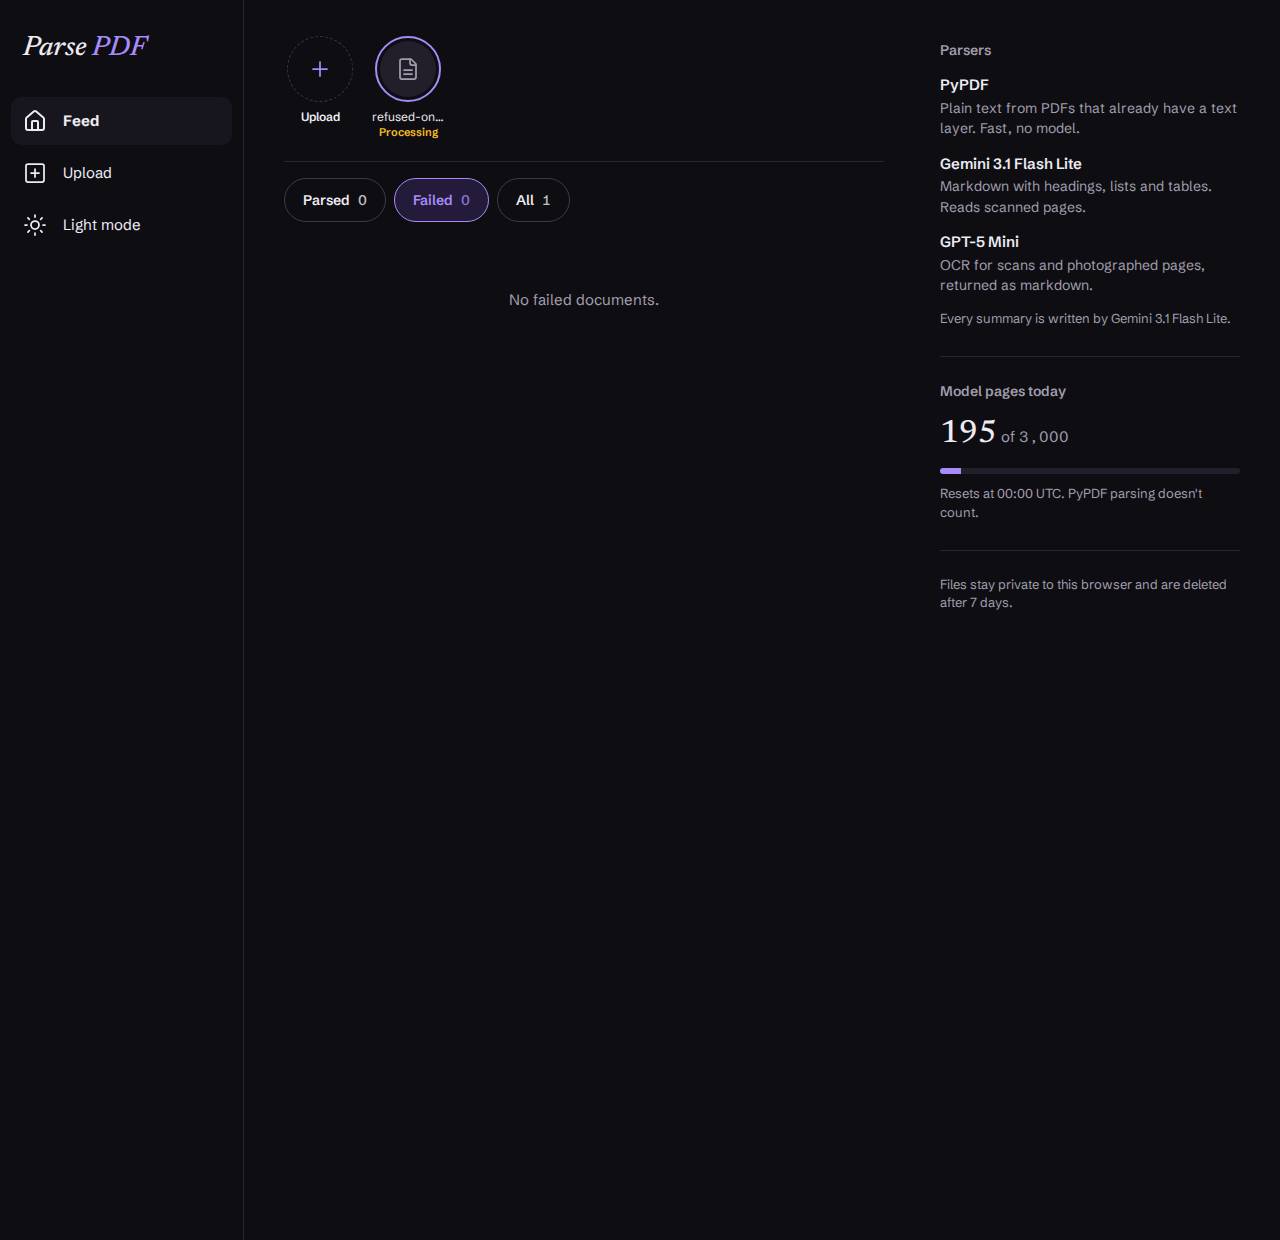 Parse PDF
Feed
Upload
Light mode
Upload
refused-on...
Processing
Parsed 0
Failed 0
All 1
No failed documents.
Parsers
PyPDF
Plain text from PDFs that already have a text
layer. Fast, no model.
Gemini 3.1 Flash Lite
Markdown with headings, lists and tables.
Reads scanned pages.
GPT-5 Mini
OCR for scans and photographed pages,
returned as markdown.
Every summary is written by Gemini 3.1 Flash Lite.
Model pages today
195 of 3,000
Resets at 00:00 UTC. PyPDF parsing doesn't
count.
Files stay private to this browser and are deleted
after 7 days.